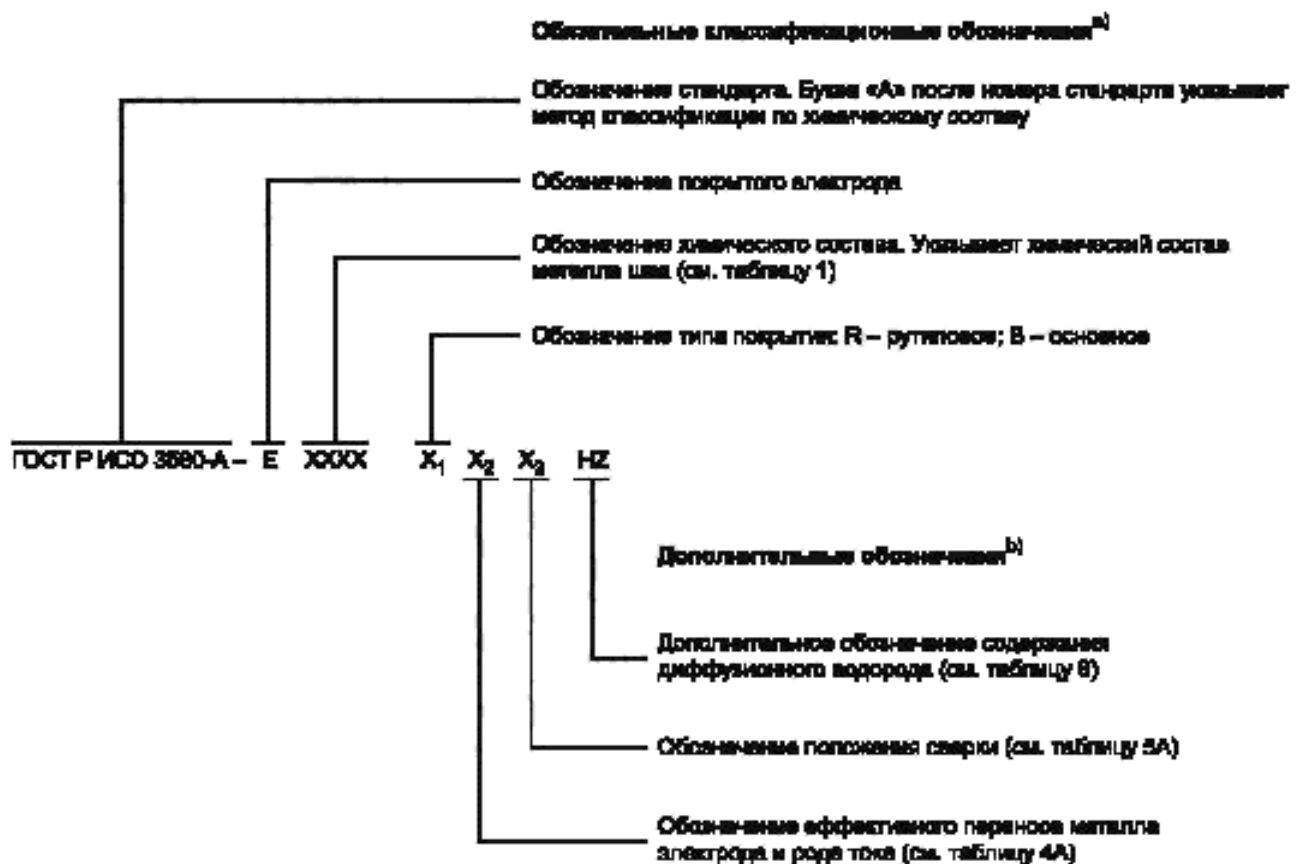 Обязательные классификационные обозначения a)
Обозначение стандарта. Буква «А» после номера стандарта указывает
метод классификации по химическому составу
Обозначение покрытого электрода
Обозначение химического состава. Указывает химический состав
металла шва (см. таблицу 1)
Обозначение типа покрытия: R – рутиловое; B – основное
ГОСТ Р ИСО 3580-А – E XXXX X1 X2 X3 HZ
Дополнительные обозначения b)
Дополнительное обозначение содержания
диффузионного водорода (см. таблицу 6)
Обозначение положения сварки (см. таблицу 5А)
Обозначение эффективного переноса металла
электрода и рода тока (см. таблицу 4А)